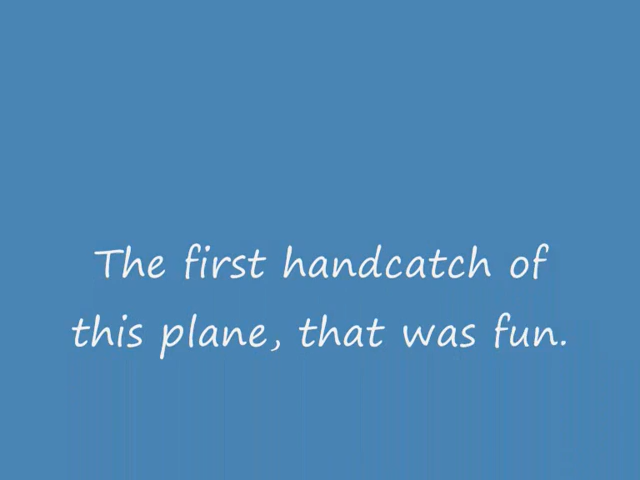 The first handcatch of
this plane, that was fun.